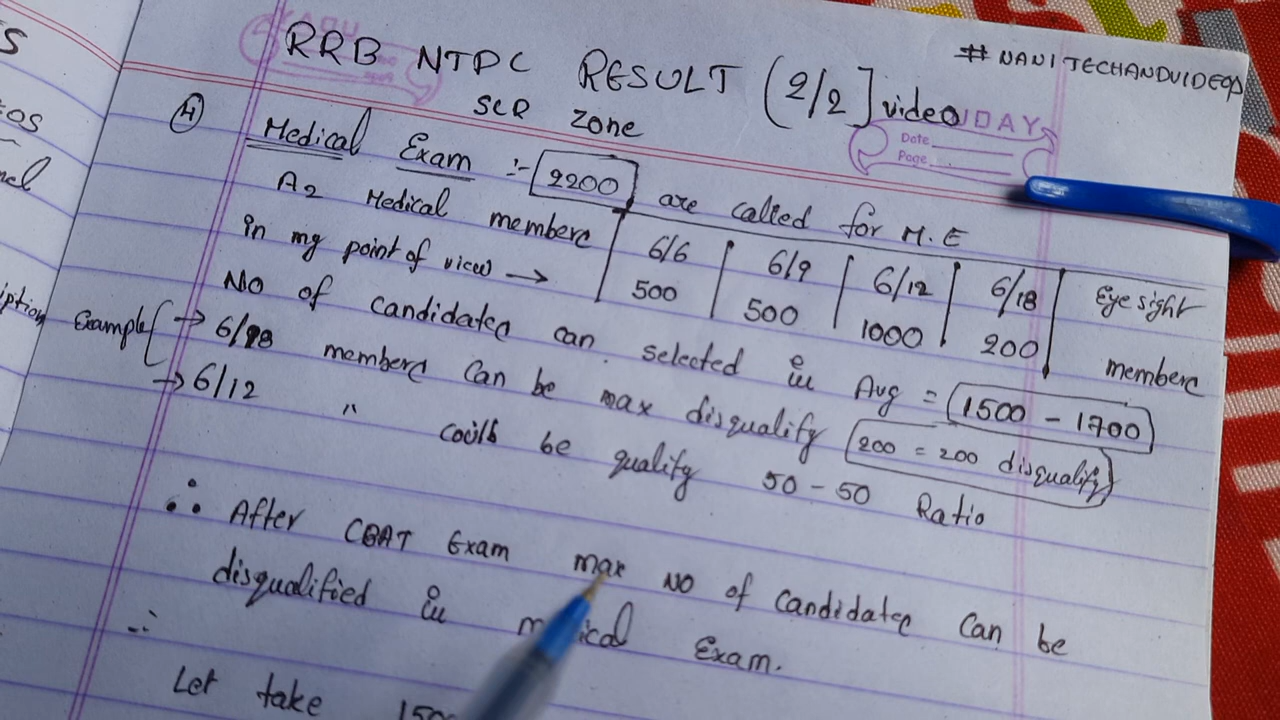 #NANITECHANDVIDEOS
RRB NTPC RESULT (2/2] video
SCR Zone
IDAY
Date
Page
④ Medical Exam :- 2200 are called for M.E
A2 Medical members
in my point of view →
6/6 | 6/9 | 6/12 | 6/18 | Eye sight
500 | 500 | 1000 | 200 | members
No of candidates can selected in Avg = 1500 - 1700
Example → 6/18 members can be max disqualify 200 = 200 disqualify
→ 6/12 " could be qualify 50-50 Ratio
∴ After CBAT Exam max NO of candidates can be
disqualified in medical Exam.
∴
Let take 150